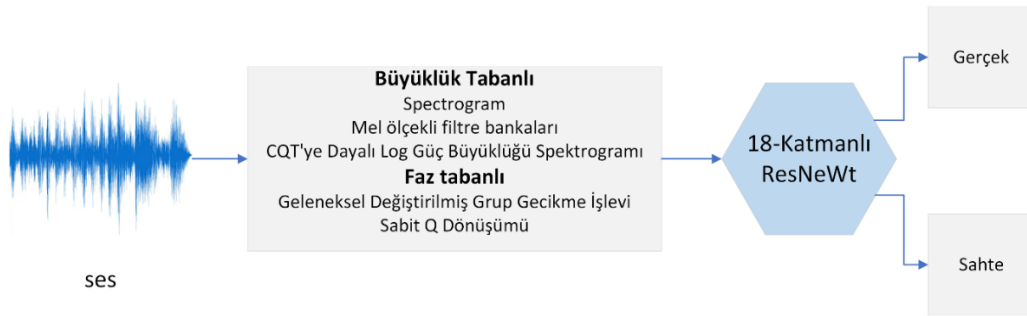 ses
Büyüklük Tabanlı
Spectrogram
Mel ölçekli filtre bankaları
CQT'ye Dayalı Log Güç Büyüklüğü Spektrogramı
Faz tabanlı
Geleneksel Değiştirilmiş Grup Gecikme İşlevi
Sabit Q Dönüşümü
18-Katmanlı
ResNeWt
Gerçek
Sahte